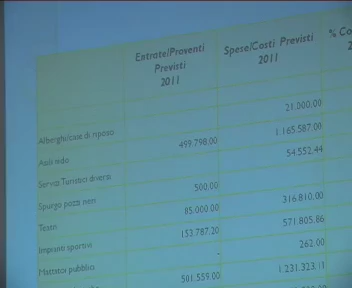 Entrate/Proventi Previsti 2011
Spese/Costi Previsti 2011
% Co
Alberghi/case di riposo 21.000,00
Asili nido 499.798,00 1.165.587,00
Servizi Turistici diversi 54.552,44
Spurgo pozzi neri 500,00
Teatri 85.000,00 316.810,00
Impianti sportivi 153.787,20 571.805,86
Mattatoi pubblico - 262,00
501.559,00 1.231.323,11